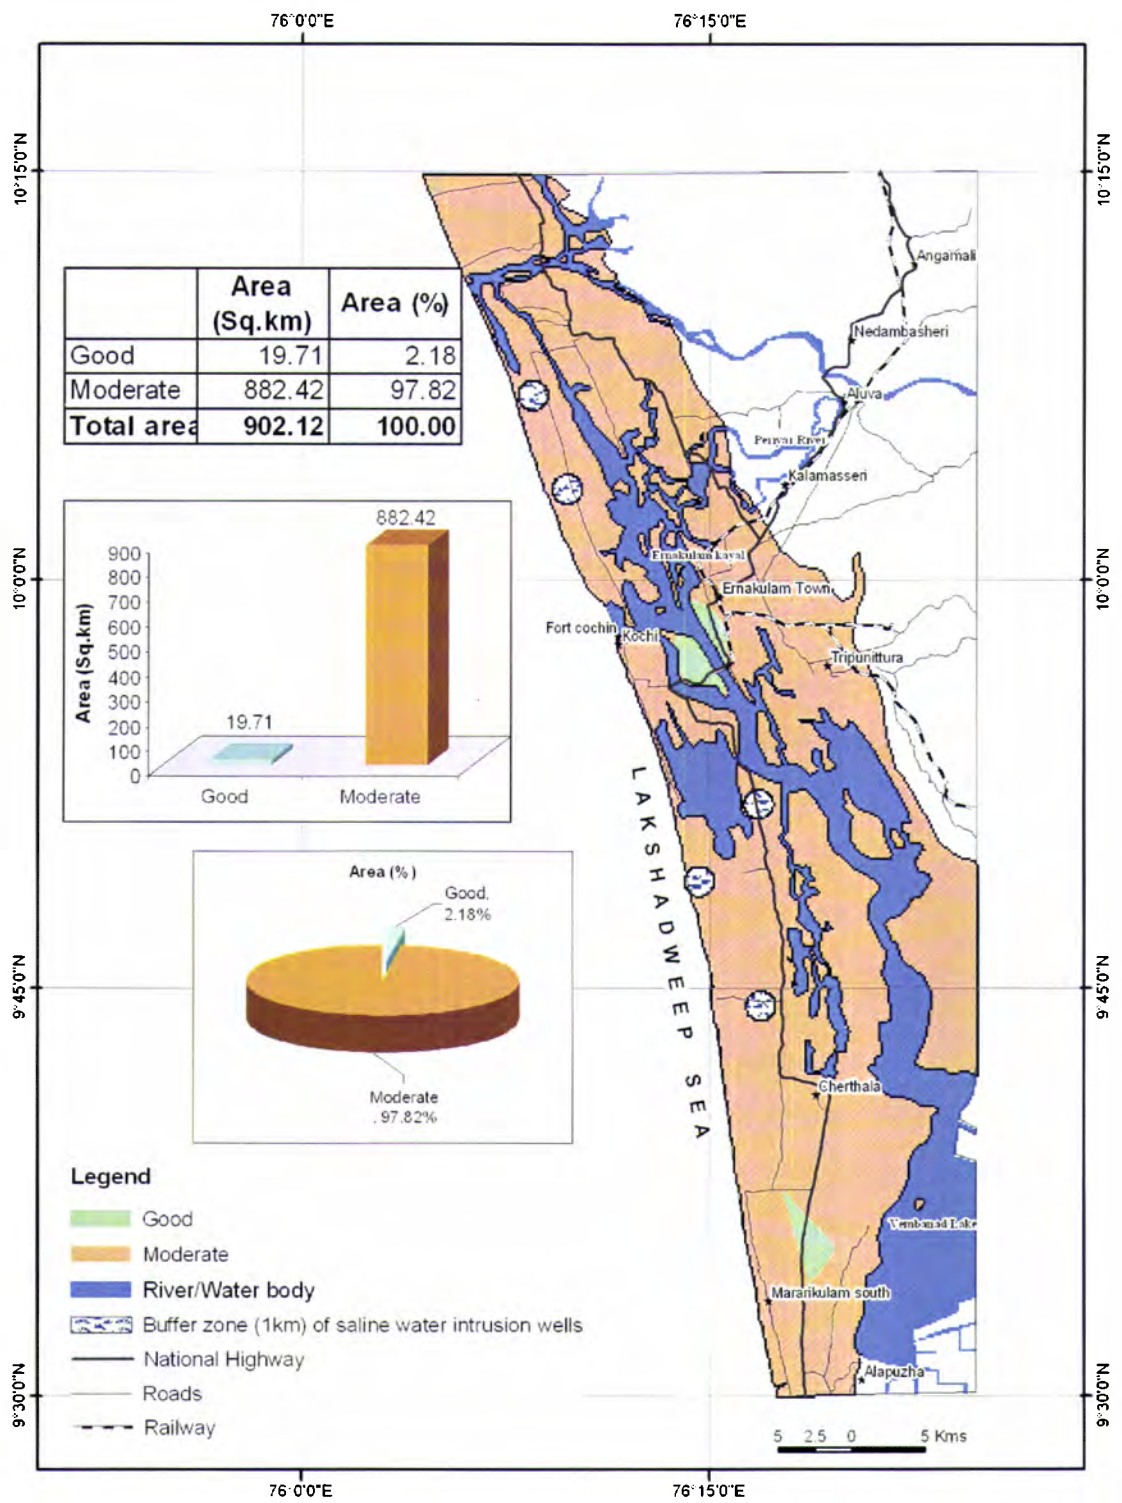 76°0'0"E
76°15'0"E
10°15'0"N
10°15'0"N
Area (Sq.km)
Area (%)
Good 19.71 2.18
Moderate 882.42 97.82
Total area 902.12 100.00
Angamali
Nedambasheri
Aluva
Periyar River
Kalamasseri
Ernakulam kayal
Ernakulam Town
Fort cochin
Kochi
Tripunittura
10°0'0"N
10°0'0"N
882.42
Area (Sq.km)
900
800
700
600
500
400
300
200
100
0
19.71
Good
Moderate
LAKSHADWEEP SEA
Area (%)
Good,
2.18%
Moderate
, 97.82%
9°45'0"N
9°45'0"N
Cherthala
Vembanad Lake
Mararikulam south
Alapuzha
Legend
Good
Moderate
River/Water body
Buffer zone (1km) of saline water intrusion wells
National Highway
Roads
Railway
9°30'0"N
9°30'0"N
5 2.5 0 5 Kms
76°0'0"E
76°15'0"E